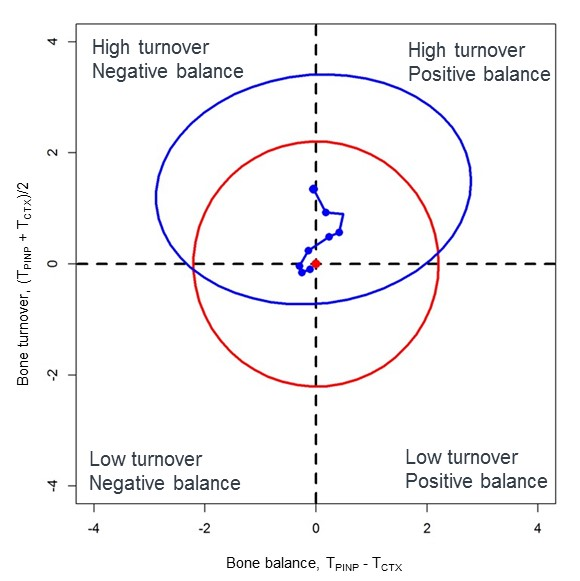 High turnover
Negative balance
High turnover
Positive balance
4
2
0
-2
-4
Bone turnover, (TPINP + TCTX)/2
Low turnover
Negative balance
Low turnover
Positive balance
-4
-2
0
2
4
Bone balance, TPINP - TCTX